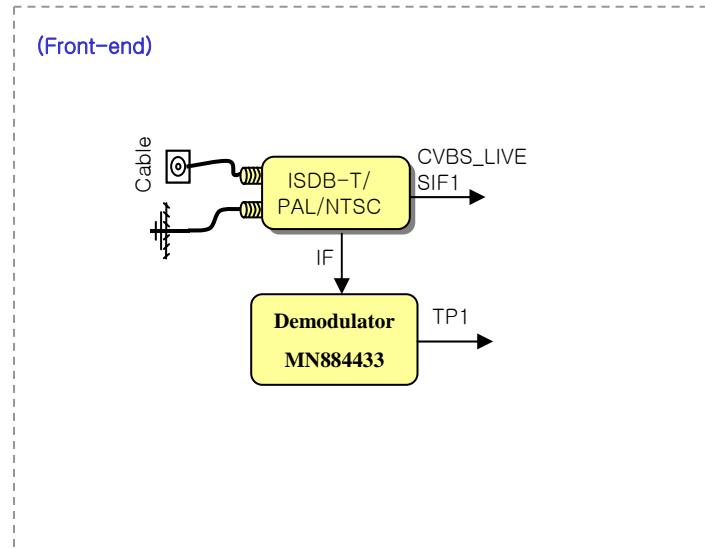 (Front-end)
Cable
ISDB-T/
PAL/NTSC
CVBS_LIVE
SIF1
IF
Demodulator
MN884433
TP1